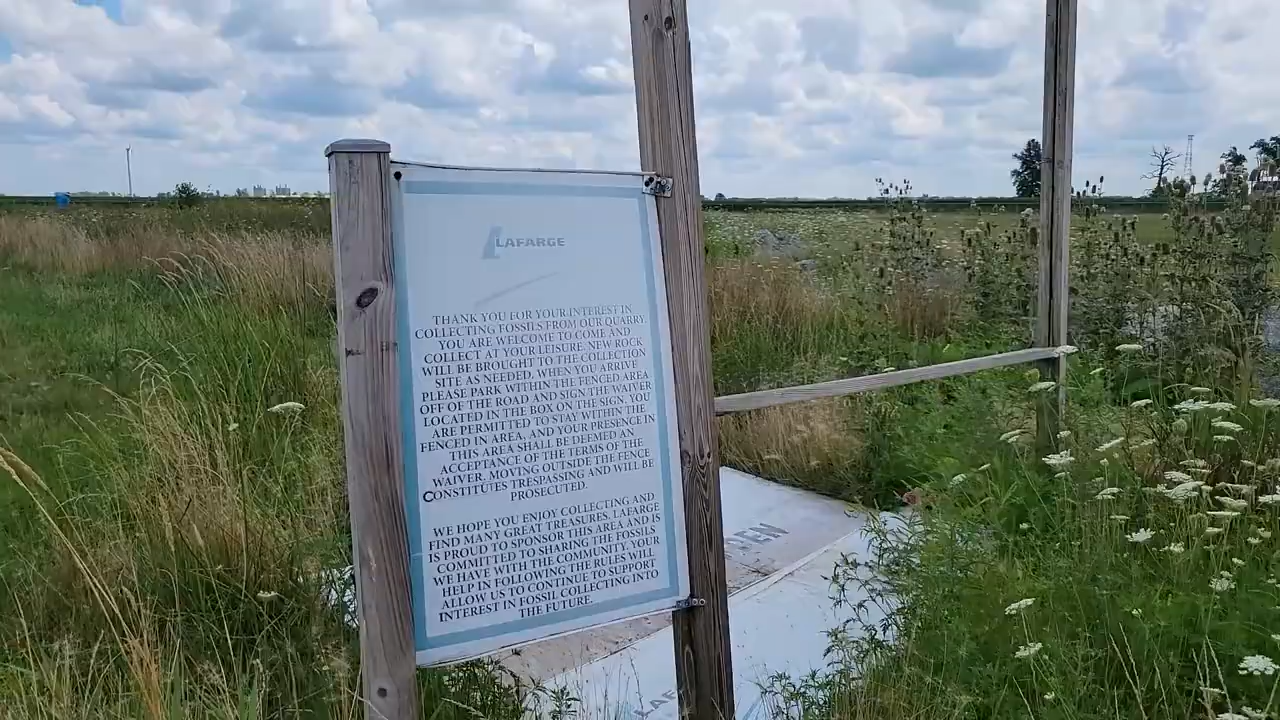 LAFARGE
THANK YOU FOR YOUR INTEREST IN
COLLECTING FOSSILS FROM OUR QUARRY.
YOU ARE WELCOME TO COME AND
COLLECT AT YOUR LEISURE. NEW ROCK
WILL BE BROUGHT TO THE COLLECTION
SITE AS NEEDED. WHEN YOU ARRIVE
PLEASE PARK WITHIN THE FENCED AREA
OFF OF THE ROAD AND SIGN THE WAIVER
LOCATED IN THE BOX ON THE SIGN. YOU
ARE PERMITTED TO STAY WITHIN THE
FENCED IN AREA, AND YOUR PRESENCE IN
THIS AREA SHALL BE DEEMED AN
ACCEPTANCE OF THE TERMS OF THE
WAIVER. MOVING OUTSIDE THE FENCE
CONSTITUTES TRESPASSING AND WILL BE
PROSECUTED.
WE HOPE YOU ENJOY COLLECTING AND
FIND MANY GREAT TREASURES. LAFARGE
IS PROUD TO SPONSOR THIS AREA AND IS
COMMITTED TO SHARING THE FOSSILS
WE HAVE WITH THE COMMUNITY. YOUR
HELP IN FOLLOWING THE RULES WILL
ALLOW US TO CONTINUE TO SUPPORT
INTEREST IN FOSSIL COLLECTING INTO
THE FUTURE.